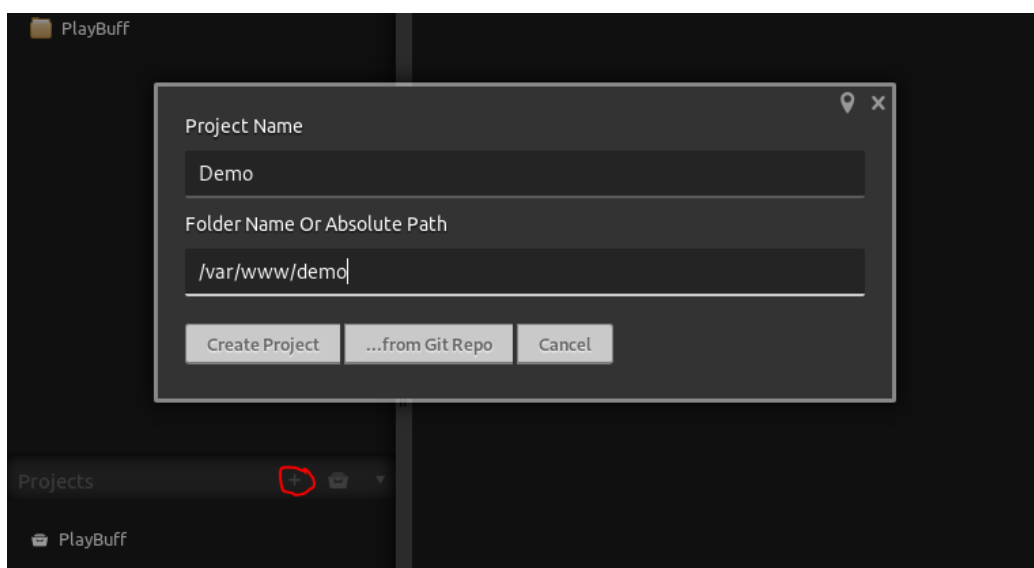 PlayBuff
Project Name
Demo
Folder Name Or Absolute Path
/var/www/demo
Create Project
...from Git Repo
Cancel
Projects
PlayBuff